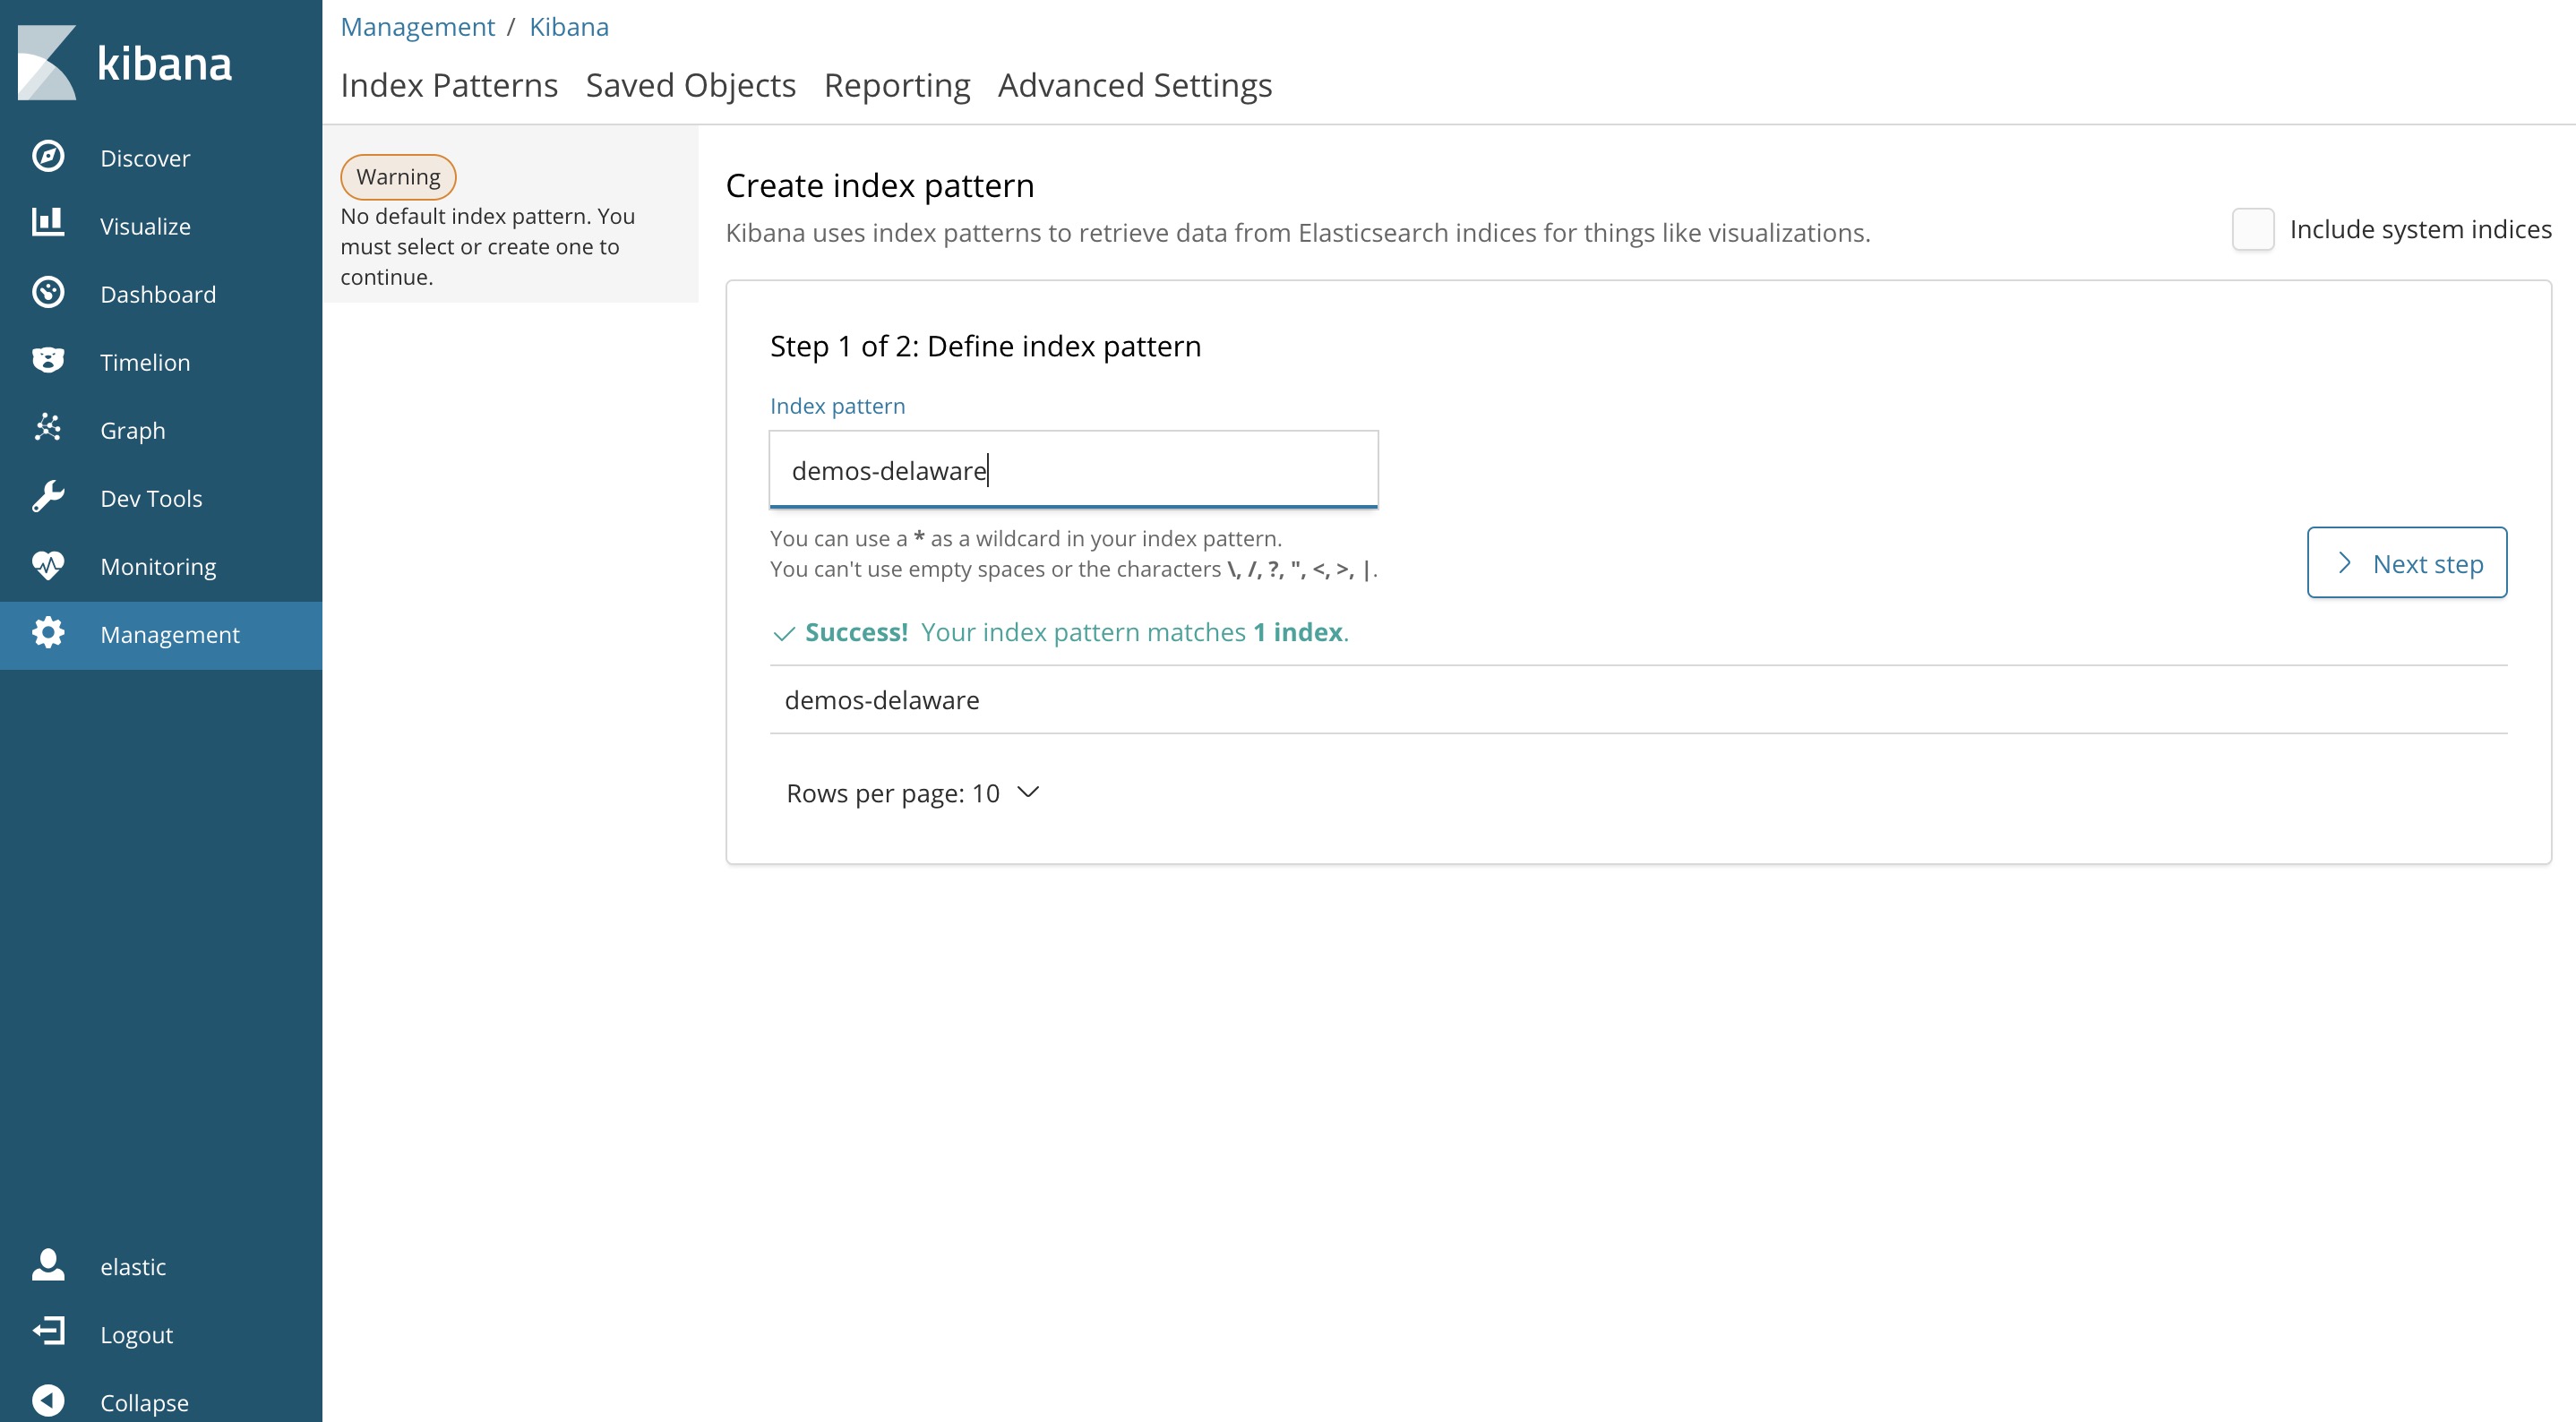 kibana
Discover
Visualize
Dashboard
Timelion
Graph
Dev Tools
Monitoring
Management
elastic
Logout
Collapse
Management / Kibana
Index Patterns Saved Objects Reporting Advanced Settings
Warning
No default index pattern. You
must select or create one to
continue.
Create index pattern
Kibana uses index patterns to retrieve data from Elasticsearch indices for things like visualizations.
Include system indices
Step 1 of 2: Define index pattern
Index pattern
demos-delaware
You can use a * as a wildcard in your index pattern.
You can't use empty spaces or the characters \, /, ?, ", <, >, |.
Next step
Success! Your index pattern matches 1 index.
demos-delaware
Rows per page: 10